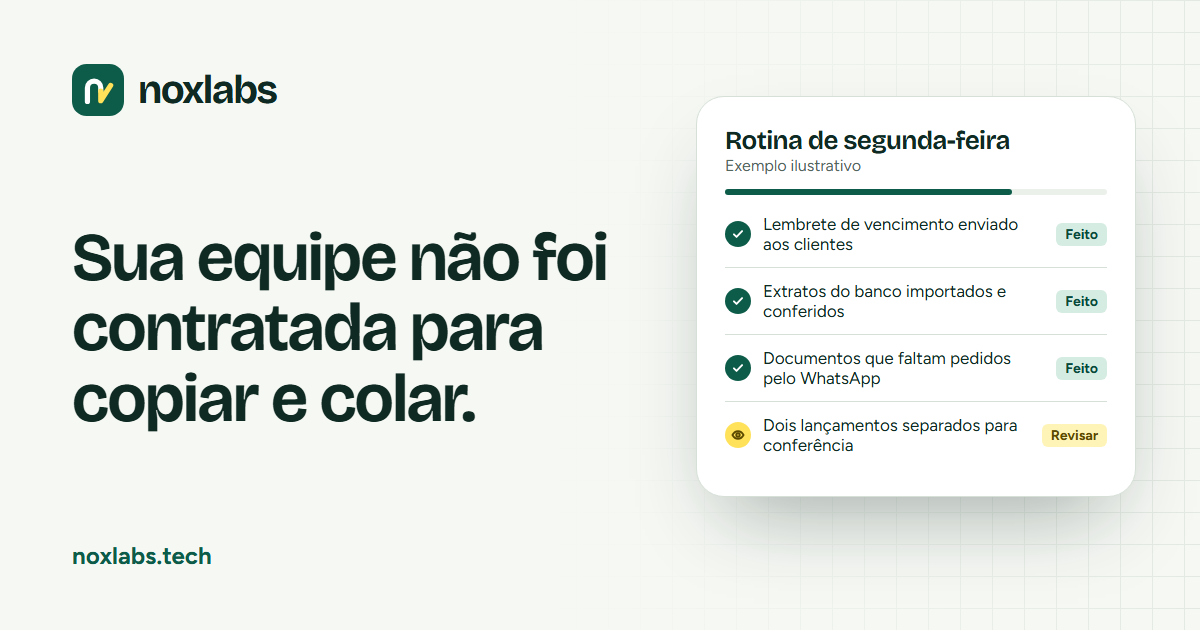 noxlabs
Sua equipe não foi
contratada para
copiar e colar.
noxlabs.tech
Rotina de segunda-feira
Exemplo ilustrativo
Lembrete de vencimento enviado
aos clientes
Feito
Extratos do banco importados e
conferidos
Feito
Documentos que faltam pedidos
pelo WhatsApp
Feito
Dois lançamentos separados para
conferência
Revisar